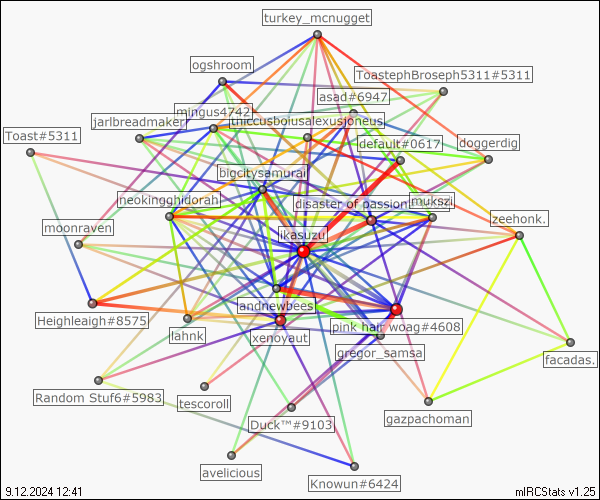 turkey_mcnugget
ogshroom
ToastephBroseph5311#5311
asad#6947
mingus4742
thiccusboiusalexusjoneus
jarlbreadmaker
Toast#5311
default#0617
doggerdig
bigcitysamurai
neokingghidorah
disaster of passion
mukszi
zeehonk.
ikasuzu
moonraven
andnewbees
Heighleaigh#8575
lahnk
xenoyaut
pink hair woag#4608
gregor_samsa
facadas.
Random Stuf6#5983
tescoroll
Duck™#9103
gazpachoman
avelicious
Knowun#6424
9.12.2024 12:41
mIRCStats v1.25